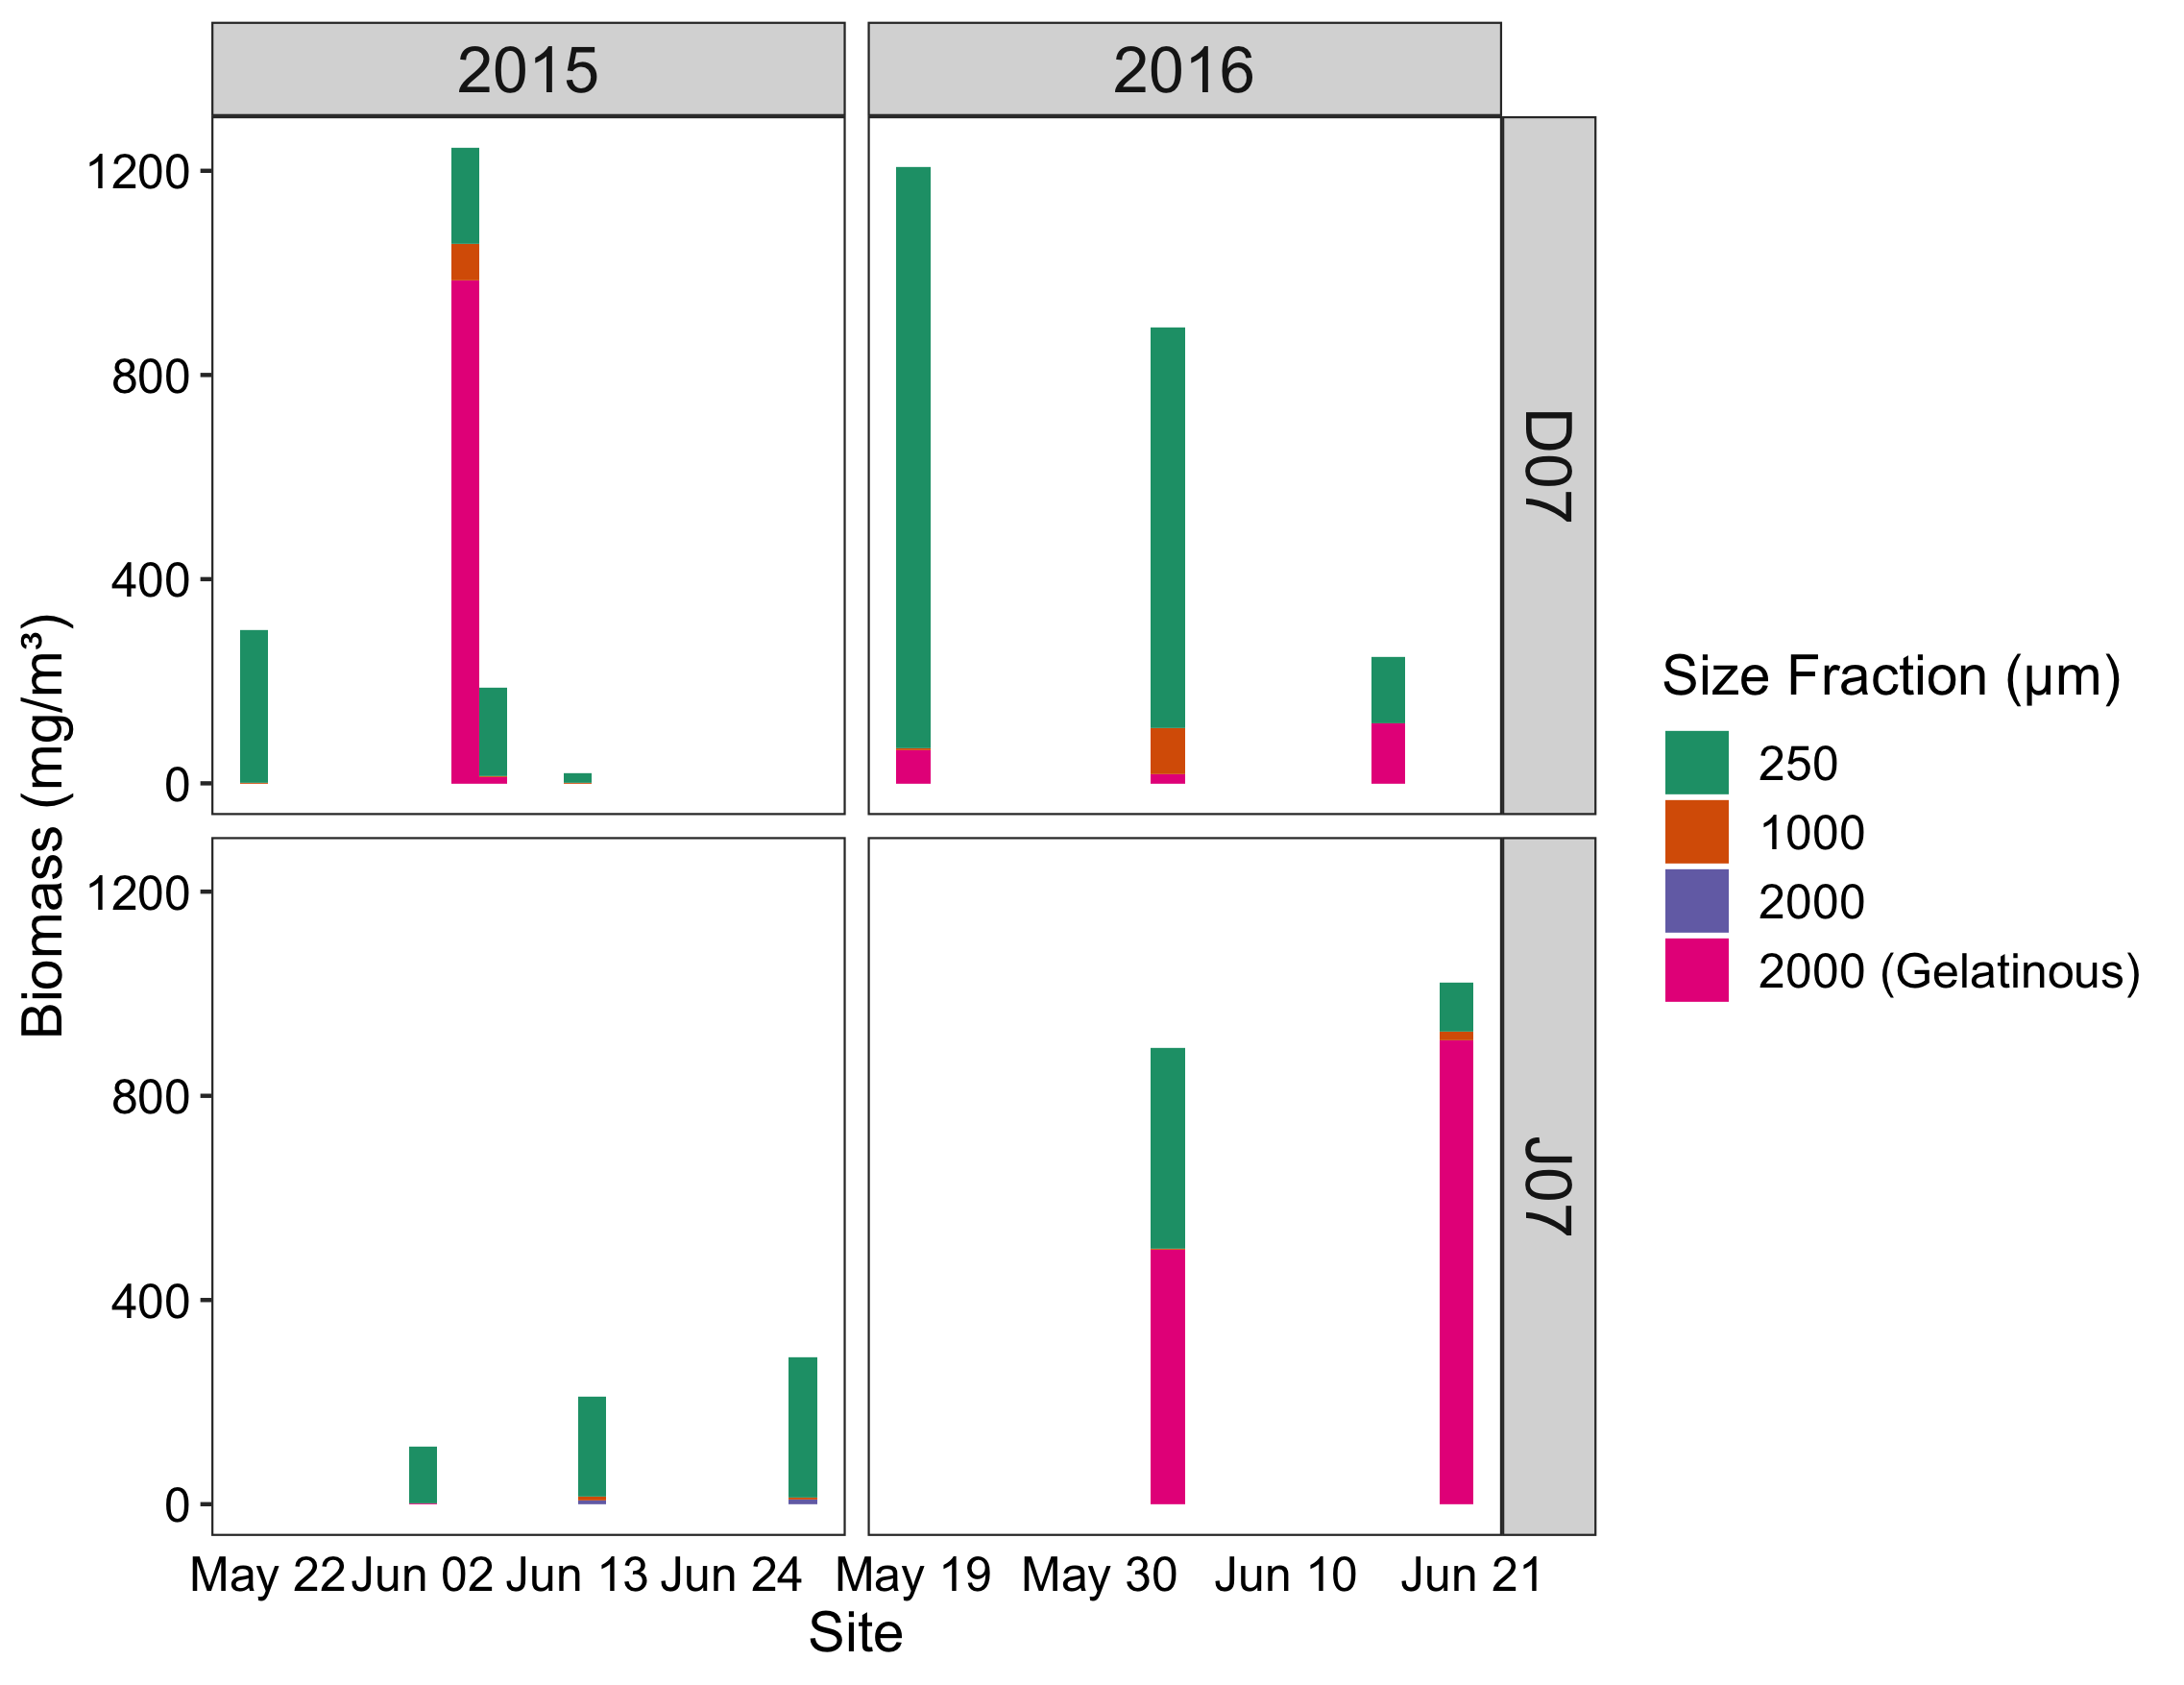 2015
2016
1200
800
400
0
D07
1200
800
400
0
J07
Biomass (mg/m³)
May 22 Jun 02 Jun 13 Jun 24
May 19 May 30 Jun 10 Jun 21
Site
Size Fraction (µm)
250
1000
2000
2000 (Gelatinous)